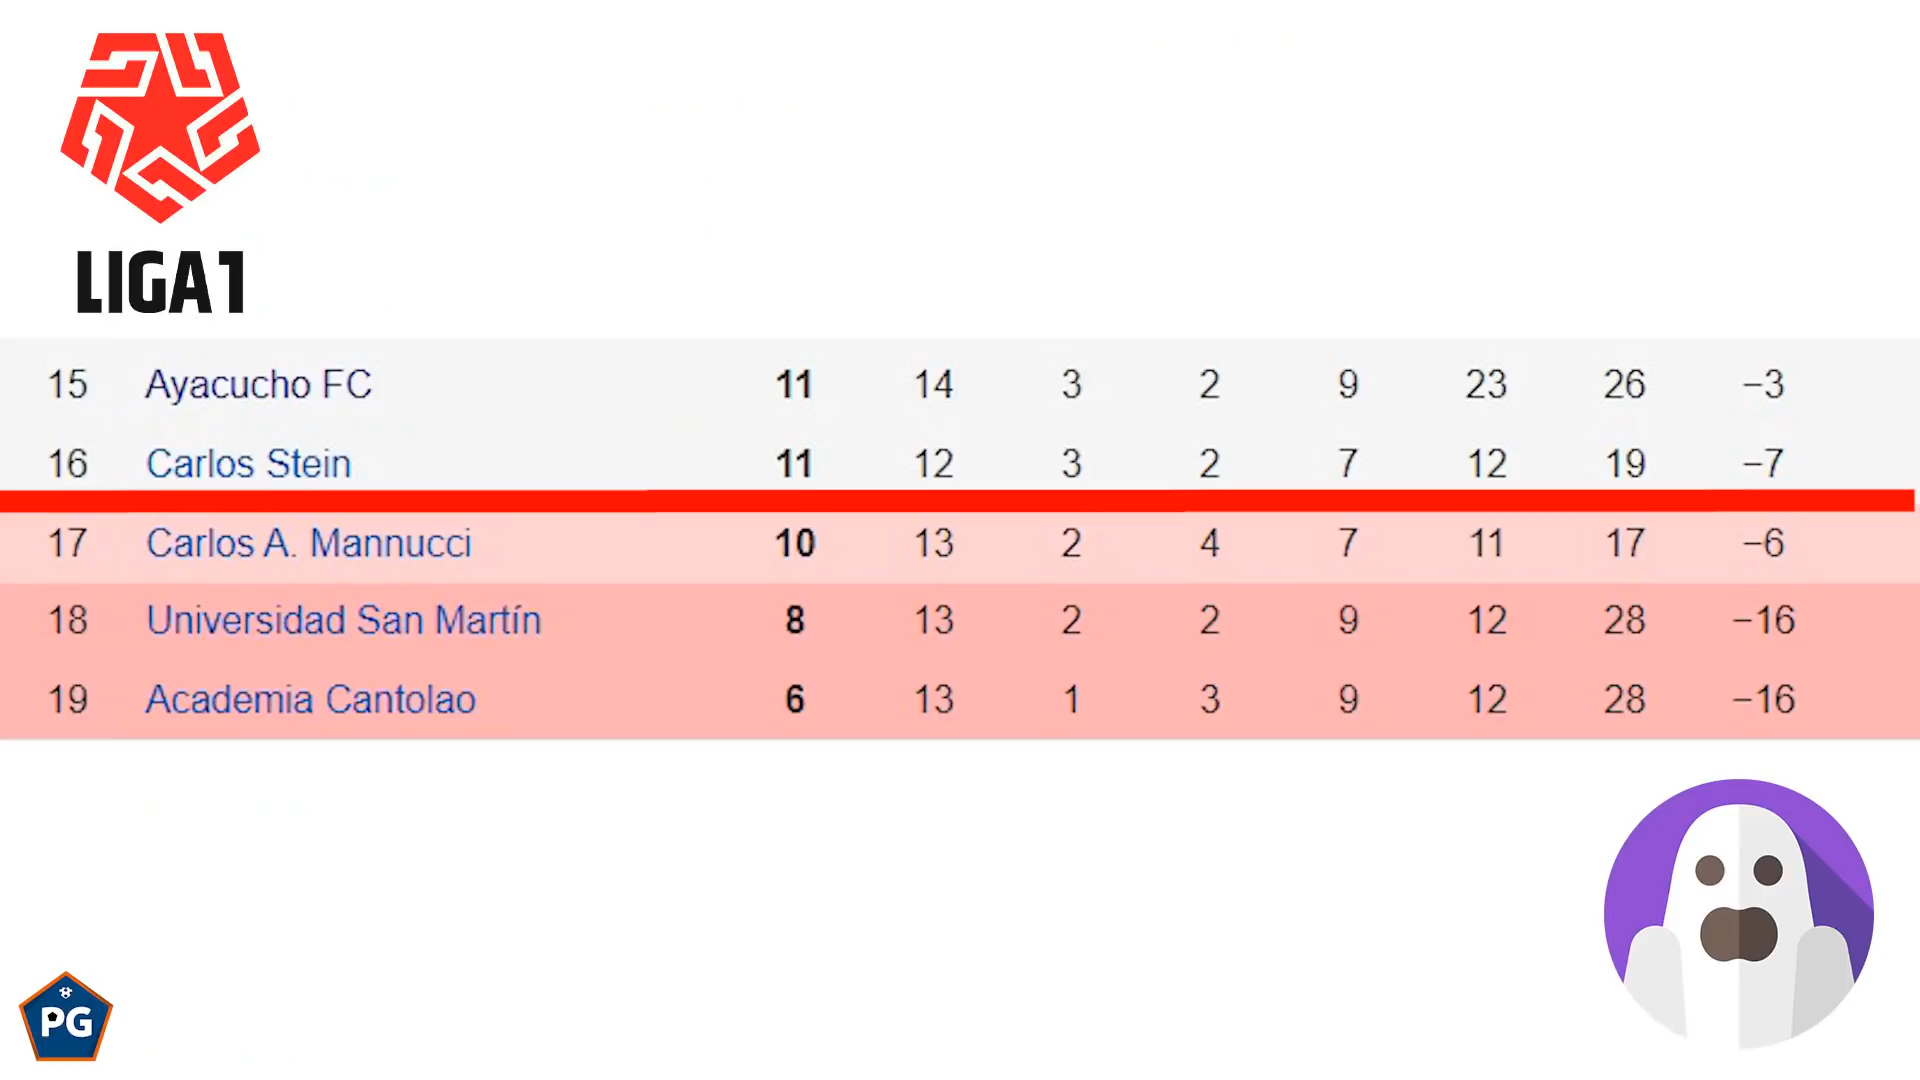 LIGA1
15 Ayacucho FC 11 14 3 2 9 23 26 −3
16 Carlos Stein 11 12 3 2 7 12 19 −7
17 Carlos A. Mannucci 10 13 2 4 7 11 17 −6
18 Universidad San Martín 8 13 2 2 9 12 28 −16
19 Academia Cantolao 6 13 1 3 9 12 28 −16
PG